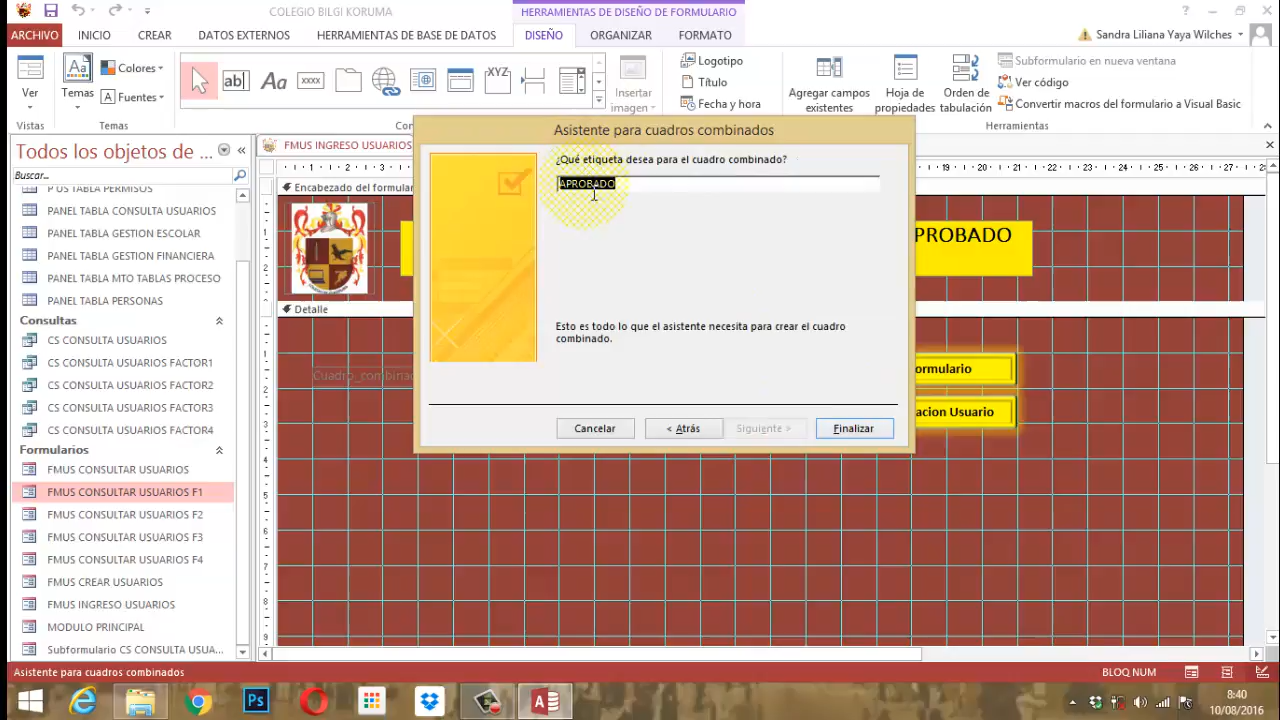 COLEGIO BILGI KORUMA
HERRAMIENTAS DE DISEÑO DE FORMULARIO
?
ARCHIVO
INICIO
CREAR
DATOS EXTERNOS
HERRAMIENTAS DE BASE DE DATOS
DISEÑO
ORGANIZAR
FORMATO
Sandra Liliana Yaya Wilches
Ver
Vistas
Temas
Colores
Fuentes
Temas
ab|
Aa
xxxx
XYZ
Insertar
imagen
Logotipo
Título
Fecha y hora
Agregar campos
existentes
Hoja de
propiedades
Orden de
tabulación
Subformulario en nueva ventana
Ver código
Convertir macros del formulario a Visual Basic
Herramientas
Todos los objetos de ...
Buscar...
PANEL TABLA CONSULTA USUARIOS
PANEL TABLA GESTION ESCOLAR
PANEL TABLA GESTION FINANCIERA
PANEL TABLA MTO TABLAS PROCESO
PANEL TABLA PERSONAS
Consultas
CS CONSULTA USUARIOS
CS CONSULTA USUARIOS FACTOR1
CS CONSULTA USUARIOS FACTOR2
CS CONSULTA USUARIOS FACTOR3
CS CONSULTA USUARIOS FACTOR4
Formularios
FMUS CONSULTAR USUARIOS
FMUS CONSULTAR USUARIOS F1
FMUS CONSULTAR USUARIOS F2
FMUS CONSULTAR USUARIOS F3
FMUS CONSULTAR USUARIOS F4
FMUS CREAR USUARIOS
FMUS INGRESO USUARIOS
MODULO PRINCIPAL
Subformulario CS CONSULTA USUA...
FMUS INGRESO USUARIOS
Encabezado del formular
PROBADO
Detalle
Cuadro_combinad
ormulario
acion Usuario
Asistente para cuadros combinados
¿Qué etiqueta desea para el cuadro combinado?
APROBADO
Esto es todo lo que el asistente necesita para crear el cuadro
combinado.
Cancelar
< Atrás
Siguiente >
Finalizar
Asistente para cuadros combinados
BLOQ NUM
8:40
10/08/2016